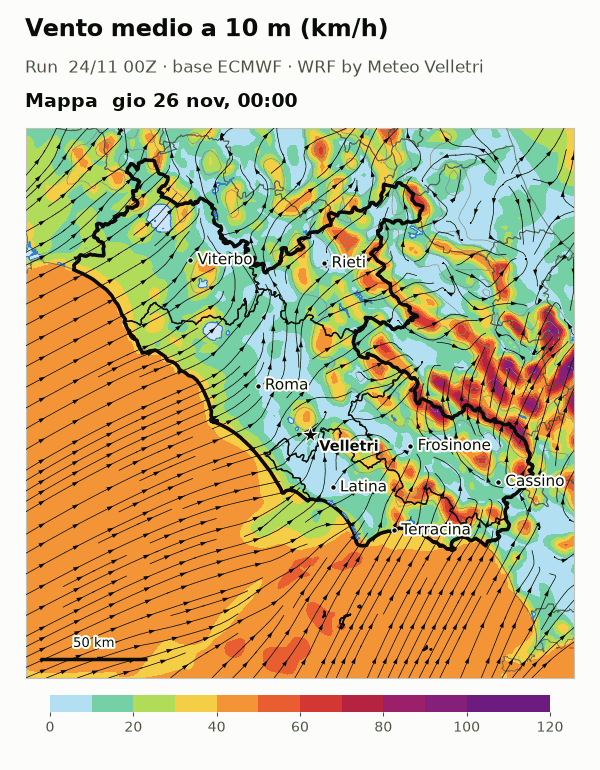 Vento medio a 10 m (km/h)
Run  24/11 00Z · base ECMWF · WRF by Meteo Velletri
Mappa  gio 26 nov, 00:00
Viterbo
Rieti
Roma
Velletri
Frosinone
Cassino
Latina
Terracina
50 km
0 20 40 60 80 100 120